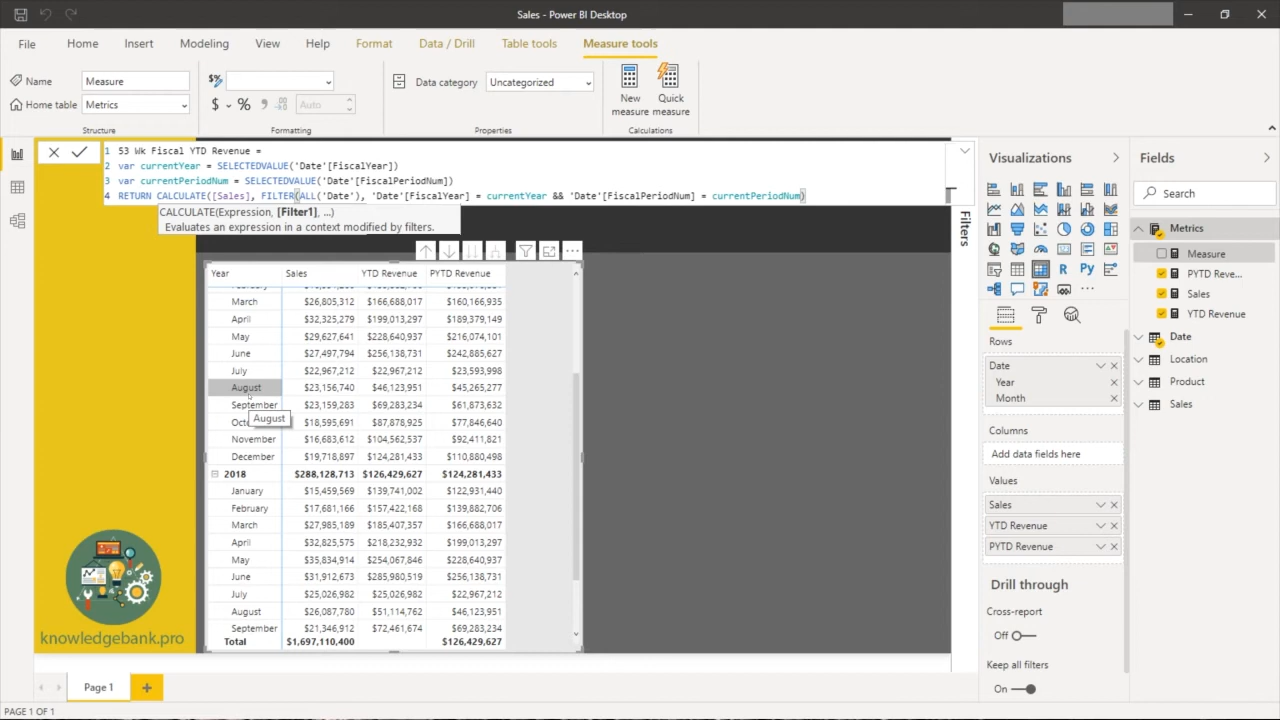 Sales - Power BI Desktop
File Home Insert Modeling View Help Format Data / Drill Table tools Measure tools
Name Measure
Home table Metrics
Structure
$%
$ % Auto
Formatting
Data category Uncategorized
Properties
New measure
Quick measure
Calculations
1 53 Wk Fiscal YTD Revenue =
2 var currentYear = SELECTEDVALUE('Date'[FiscalYear])
3 var currentPeriodNum = SELECTEDVALUE('Date'[FiscalPeriodNum])
4 RETURN CALCULATE([Sales], FILTER(ALL('Date'), 'Date'[FiscalYear] = currentYear && 'Date'[FiscalPeriodNum] = currentPeriodNum)
CALCULATE(Expression, [Filter1], ...)
Evaluates an expression in a context modified by filters.
Year Sales YTD Revenue PYTD Revenue
March $26,805,312 $166,688,017 $160,166,935
April $32,325,279 $199,013,297 $189,379,149
May $29,627,641 $228,640,937 $216,074,101
June $27,497,794 $256,138,731 $242,885,627
July $22,967,212 $22,967,212 $23,593,998
August $23,156,740 $46,123,951 $45,265,277
September $23,159,283 $69,283,234 $61,873,632
Oct $18,595,691 $87,878,925 $77,846,640
August
November $16,683,612 $104,562,537 $92,411,821
December $19,718,897 $124,281,433 $110,880,498
2018 $288,128,713 $126,429,627 $124,281,433
January $15,459,569 $139,741,002 $122,931,440
February $17,681,166 $157,422,168 $139,882,706
March $27,985,189 $185,407,357 $166,688,017
April $32,825,575 $218,232,932 $199,013,297
May $35,834,914 $254,067,846 $228,640,937
June $31,912,673 $285,980,519 $256,138,731
July $25,026,982 $25,026,982 $22,967,212
August $26,087,780 $51,114,762 $46,123,951
September $21,346,912 $72,461,674 $69,283,234
Total $1,697,110,400 $126,429,627
knowledgebank.pro
Filters
Visualizations
R Py
Rows
Date
Year
Month
Columns
Add data fields here
Values
Sales
YTD Revenue
PYTD Revenue
Drill through
Cross-report
Off
Keep all filters
On
Fields
Search
Metrics
Measure
PYTD Reve...
Sales
YTD Revenue
Date
Location
Product
Sales
Page 1
PAGE 1 OF 1